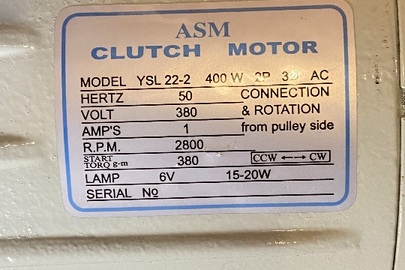 ASM
CLUTCH MOTOR
MODEL YSL 22-2 400 W 2P 3Ø AC
HERTZ 50 CONNECTION
VOLT 380 & ROTATION
AMP'S 1 from pulley side
R.P.M. 2800
START TORQ g-m 380 CCW ←→ CW
LAMP 6V 15-20W
SERIAL No